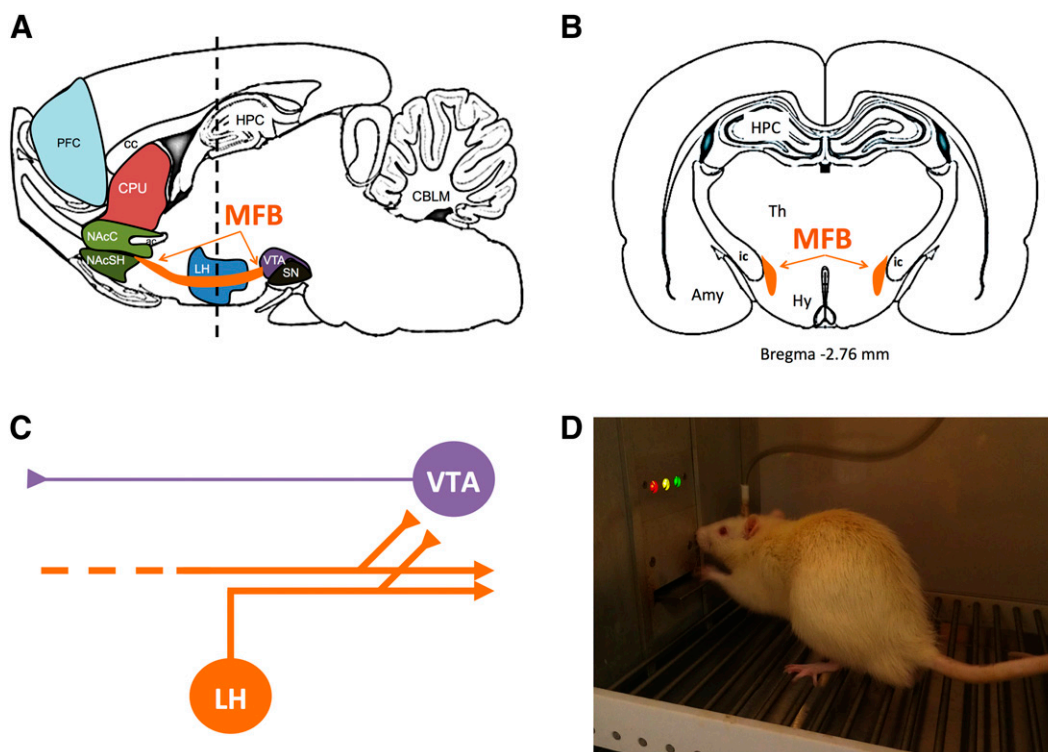 A
PFC
cc
CPU
HPC
CBLM
MFB
NAcC
ac
NAcSH
LH
VTA
SN
B
HPC
Th
MFB
ic
ic
Amy
Hy
Bregma -2.76 mm
C
VTA
LH
D